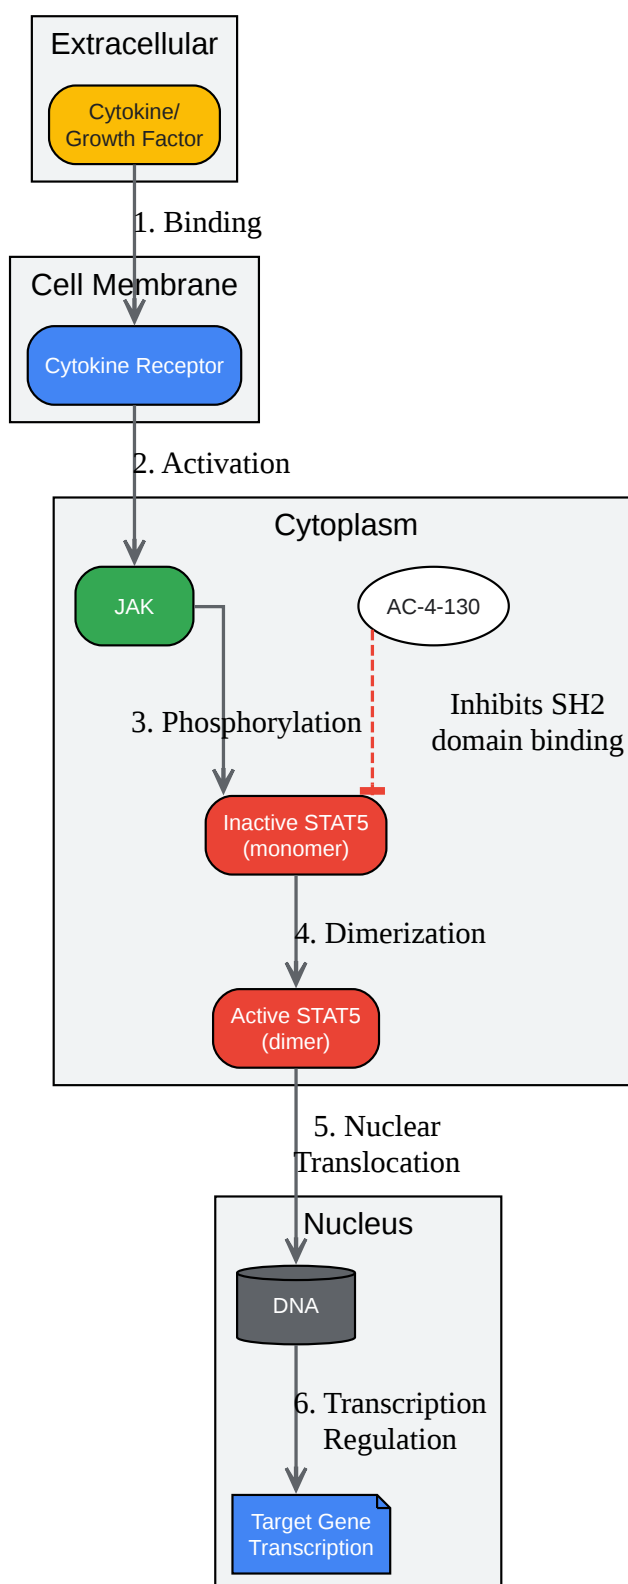 Extracellular
Cytokine/
Growth Factor
1. Binding
Cell Membrane
Cytokine Receptor
2. Activation
Cytoplasm
JAK
AC-4-130
3. Phosphorylation
Inhibits SH2
domain binding
Inactive STAT5
(monomer)
4. Dimerization
Active STAT5
(dimer)
5. Nuclear
Translocation
Nucleus
DNA
6. Transcription
Regulation
Target Gene
Transcription